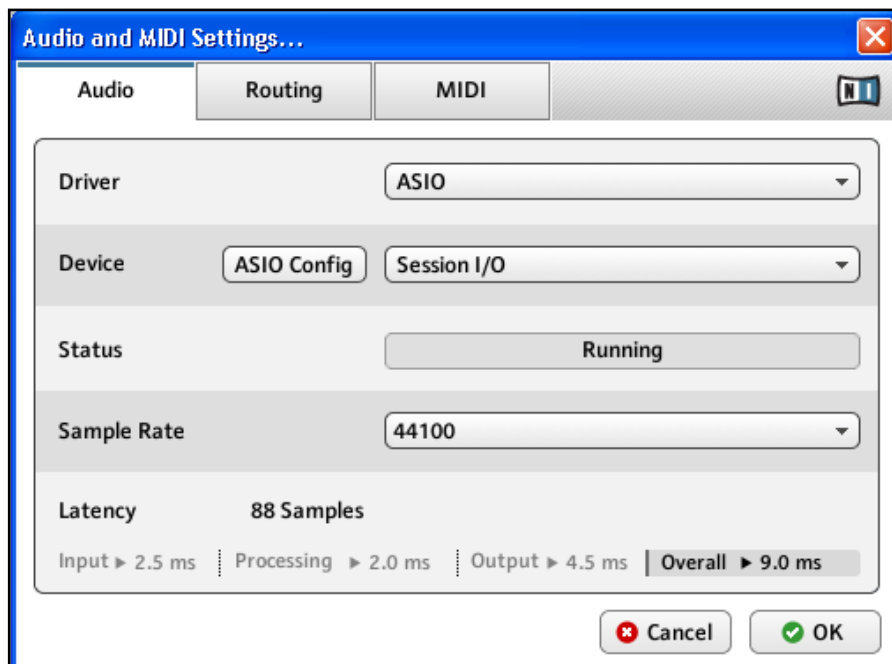 Audio and MIDI Settings...
Audio Routing MIDI NI
Driver ASIO
Device ASIO Config Session I/O
Status Running
Sample Rate 44100
Latency 88 Samples
Input ▶ 2.5 ms Processing ▶ 2.0 ms Output ▶ 4.5 ms Overall ▶ 9.0 ms
Cancel OK